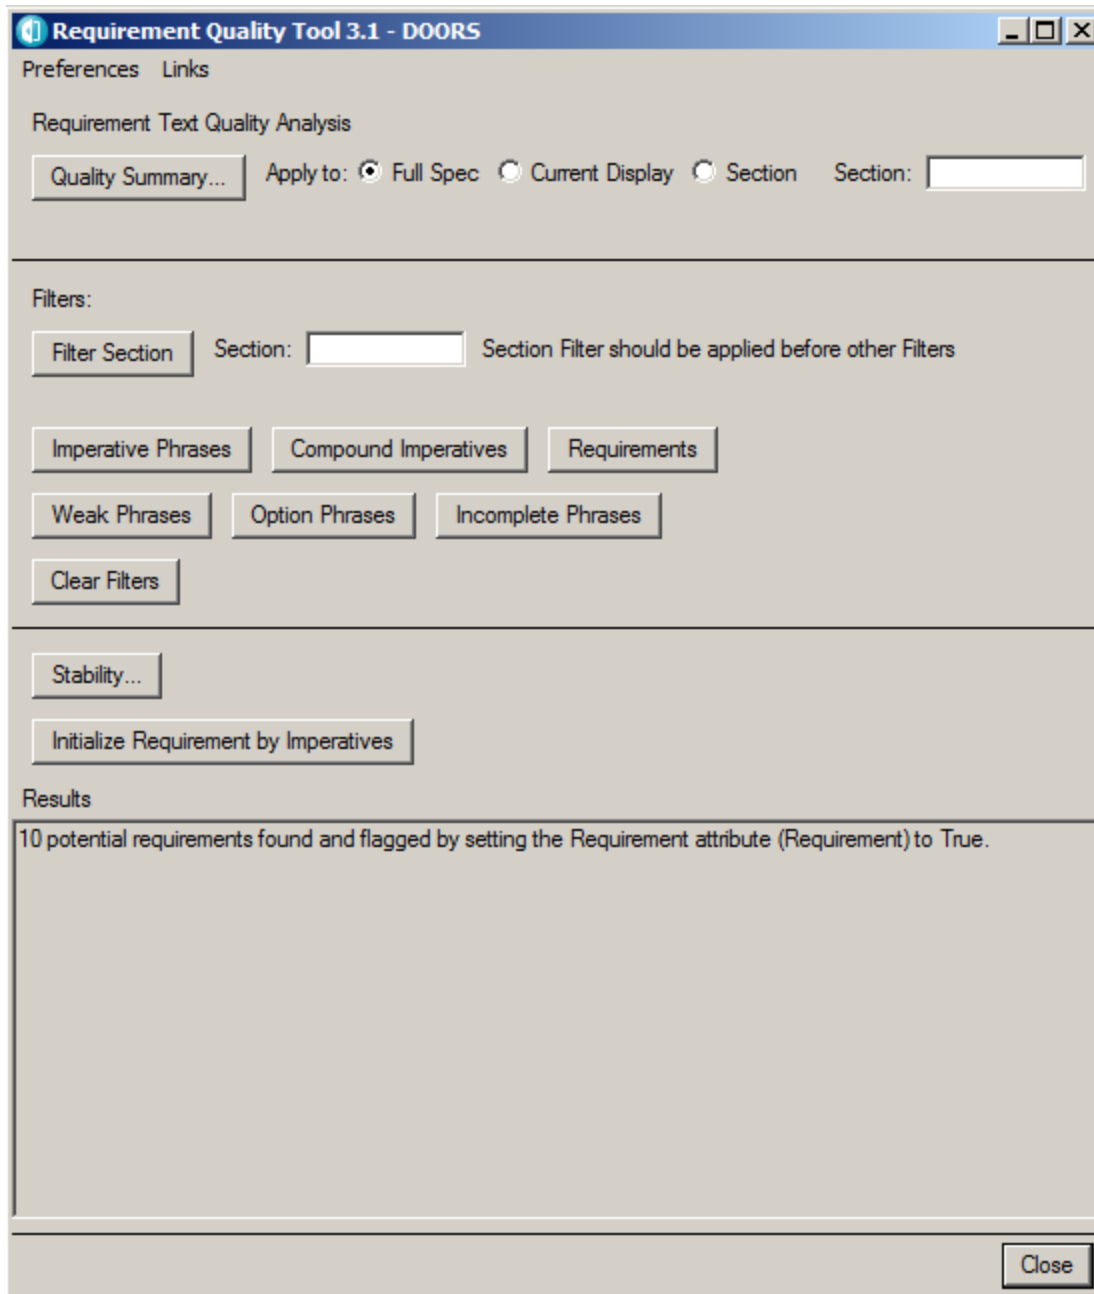 Requirement Quality Tool 3.1 - DOORS
Preferences Links
Requirement Text Quality Analysis
Quality Summary... Apply to: Full Spec Current Display Section Section:
Filters:
Filter Section Section: Section Filter should be applied before other Filters
Imperative Phrases Compound Imperatives Requirements
Weak Phrases Option Phrases Incomplete Phrases
Clear Filters
Stability...
Initialize Requirement by Imperatives
Results
10 potential requirements found and flagged by setting the Requirement attribute (Requirement) to True.
Close